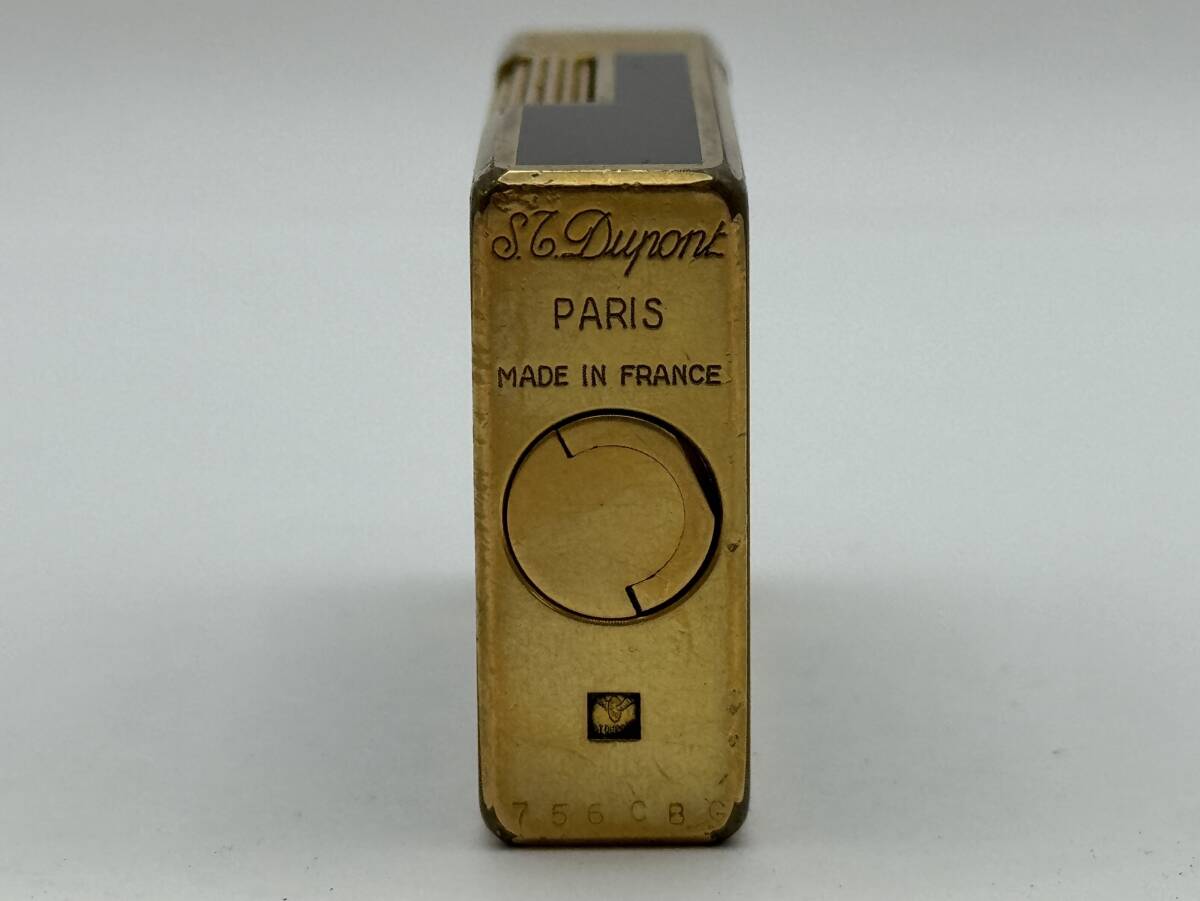 S.T. Dupont
PARIS
MADE IN FRANCE
756CBG